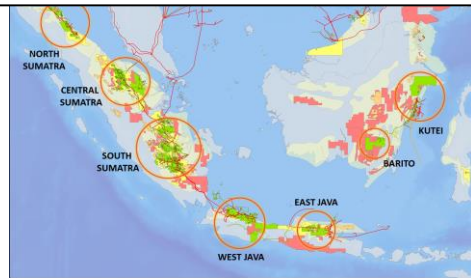 NORTH
SUMATRA
CENTRAL
SUMATRA
SOUTH
SUMATRA
WEST JAVA
EAST JAVA
BARITO
KUTEI